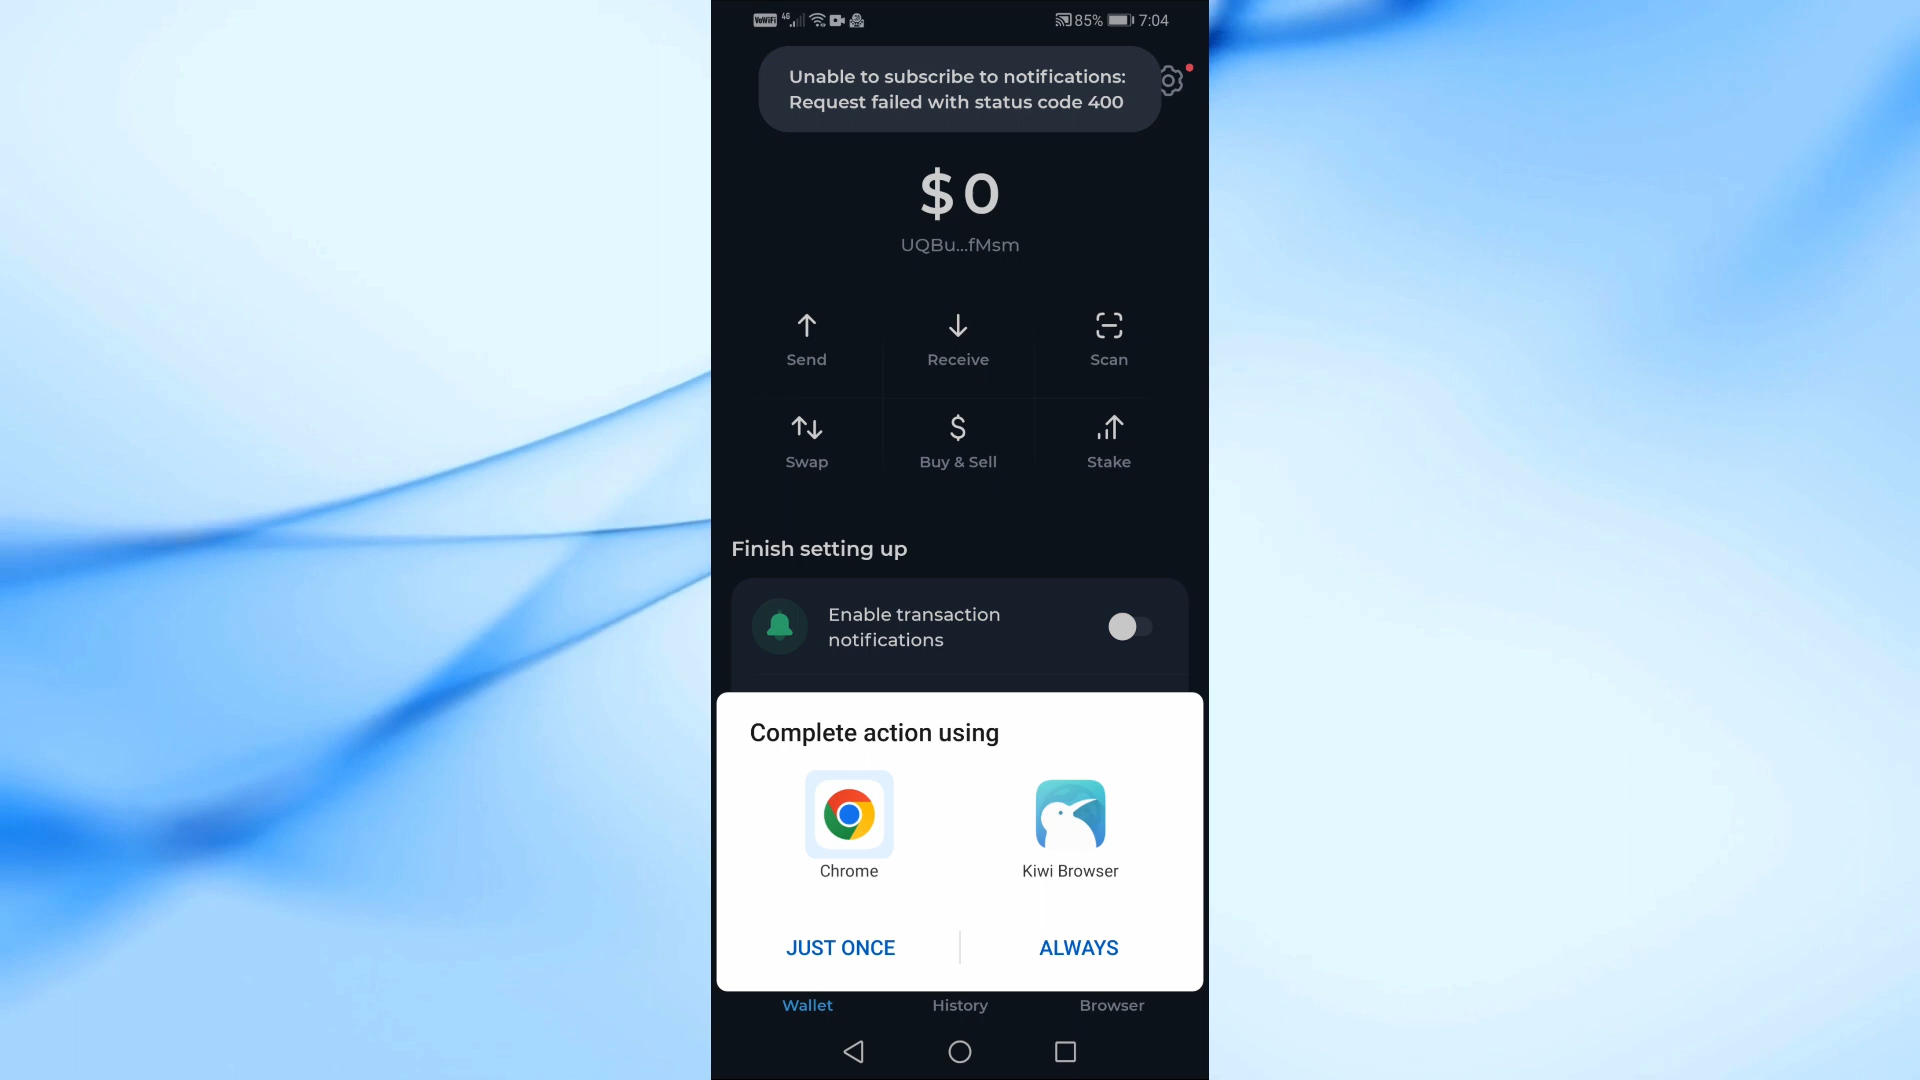 VoWiFi 4G 85% 7:04
Unable to subscribe to notifications:
Request failed with status code 400
$0
UQBu...fMsm
Send Receive Scan
Swap Buy & Sell Stake
Finish setting up
Enable transaction
notifications
Complete action using
Chrome Kiwi Browser
JUST ONCE ALWAYS
Wallet History Browser